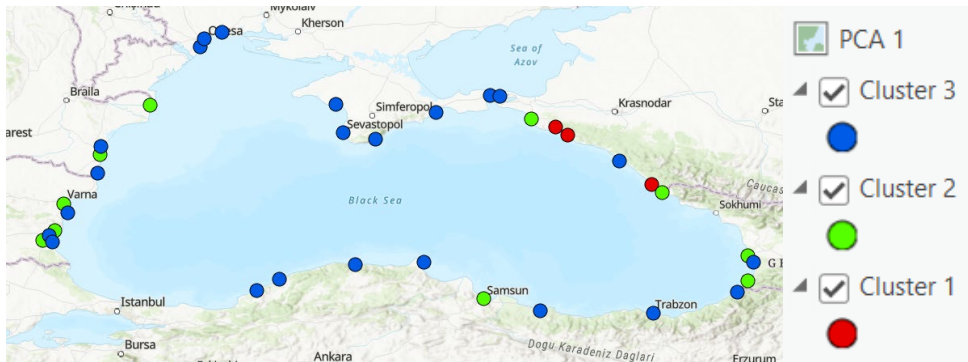 Mykolaiv
Kherson
Odesa
Sea of
Azov
Braila
Simferopol
Krasnodar
Sevastopol
Varna
Black Sea
Sokhumi
Samsun
Istanbul
Trabzon
Bursa
Ankara
Dogu Karadeniz Daglari
Erzurum
PCA 1
Cluster 3
Cluster 2
Cluster 1